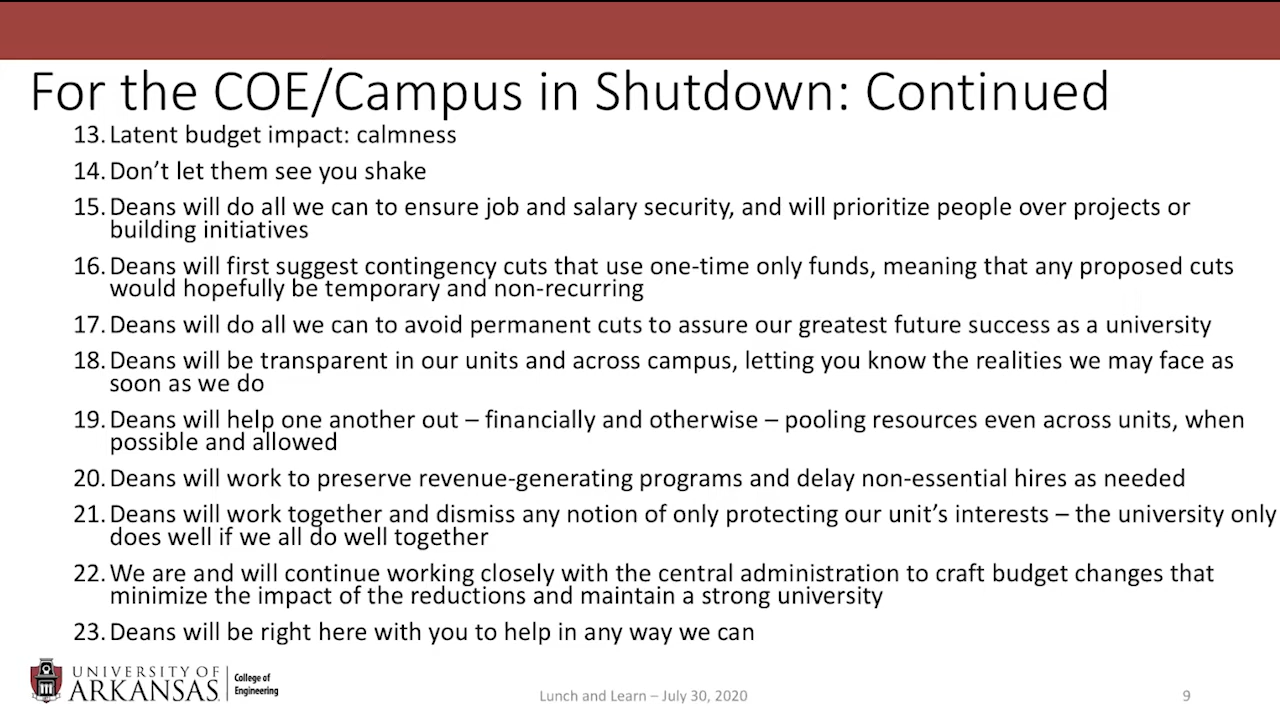 For the COE/Campus in Shutdown: Continued
13. Latent budget impact: calmness
14. Don’t let them see you shake
15. Deans will do all we can to ensure job and salary security, and will prioritize people over projects or
building initiatives
16. Deans will first suggest contingency cuts that use one-time only funds, meaning that any proposed cuts
would hopefully be temporary and non-recurring
17. Deans will do all we can to avoid permanent cuts to assure our greatest future success as a university
18. Deans will be transparent in our units and across campus, letting you know the realities we may face as
soon as we do
19. Deans will help one another out – financially and otherwise – pooling resources even across units, when
possible and allowed
20. Deans will work to preserve revenue-generating programs and delay non-essential hires as needed
21. Deans will work together and dismiss any notion of only protecting our unit’s interests – the university only
does well if we all do well together
22. We are and will continue working closely with the central administration to craft budget changes that
minimize the impact of the reductions and maintain a strong university
23. Deans will be right here with you to help in any way we can
UNIVERSITY OF
ARKANSAS
College of
Engineering
Lunch and Learn – July 30, 2020
9